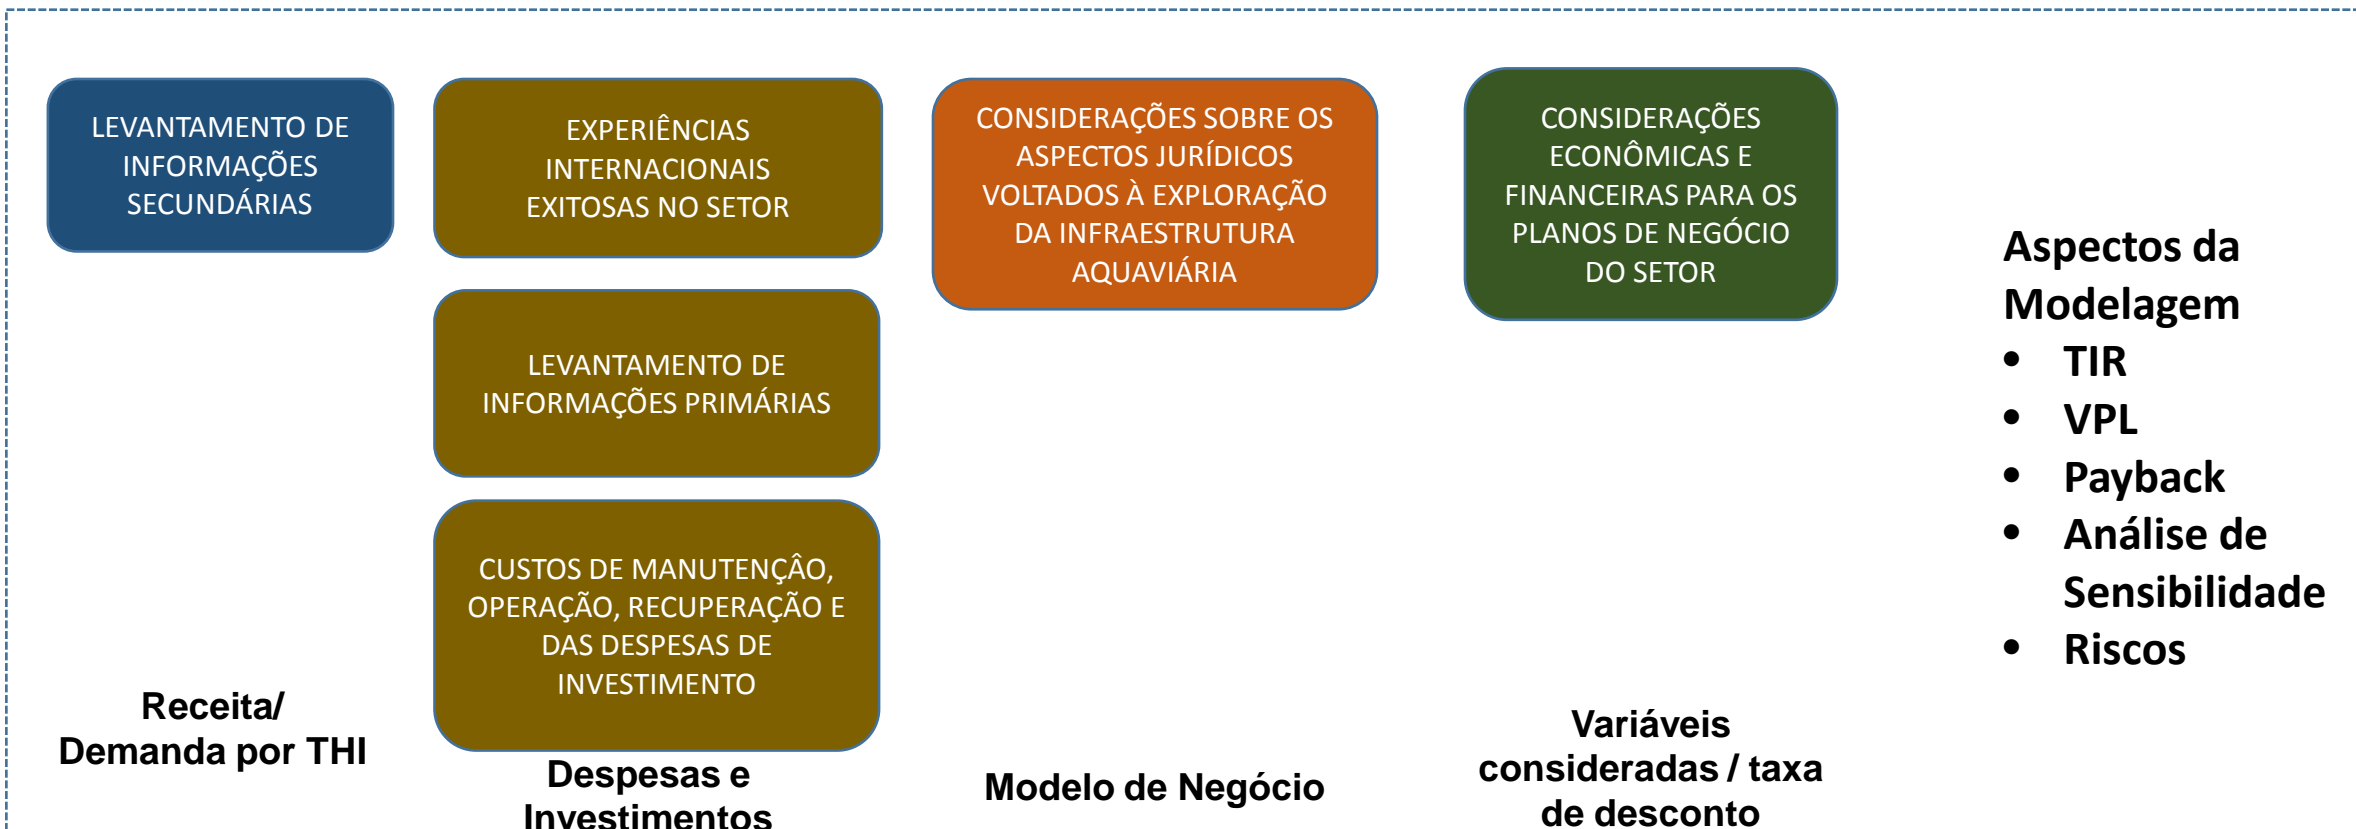 LEVANTAMENTO DE
INFORMAÇÕES
SECUNDÁRIAS
Receita/
Demanda por THI
EXPERIÊNCIAS
INTERNACIONAIS
EXITOSAS NO SETOR
LEVANTAMENTO DE
INFORMAÇÕES PRIMÁRIAS
CUSTOS DE MANUTENÇÂO,
OPERAÇÃO, RECUPERAÇÃO E
DAS DESPESAS DE
INVESTIMENTO
Despesas e
Investimentos
CONSIDERAÇÕES SOBRE OS
ASPECTOS JURÍDICOS
VOLTADOS À EXPLORAÇÃO
DA INFRAESTRUTURA
AQUAVIÁRIA
Modelo de Negócio
CONSIDERAÇÕES
ECONÔMICAS E
FINANCEIRAS PARA OS
PLANOS DE NEGÓCIO
DO SETOR
Variáveis
consideradas / taxa
de desconto
Aspectos da
Modelagem
• TIR
• VPL
• Payback
• Análise de
Sensibilidade
• Riscos